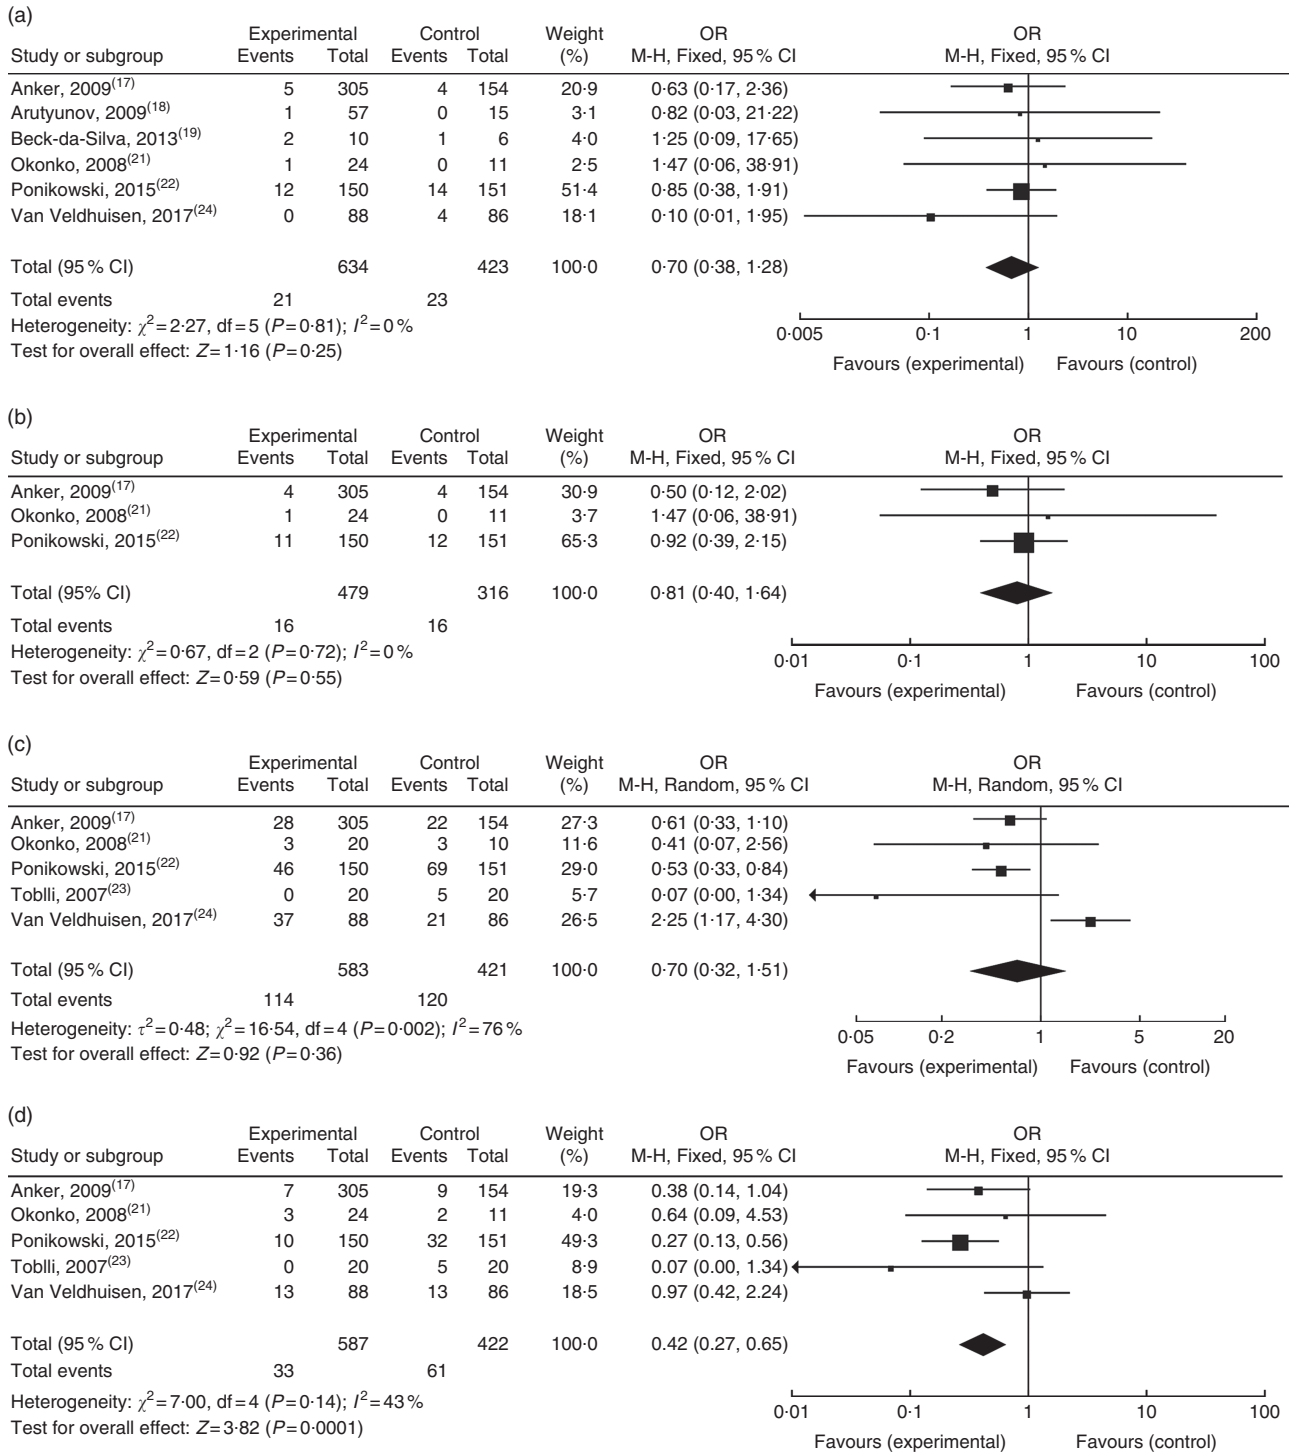 (a)
Experimental Control Weight OR OR
Study or subgroup Events Total Events Total (%) M-H, Fixed, 95 % CI M-H, Fixed, 95 % CI
Anker, 2009(17) 5 305 4 154 20·9 0·63 (0·17, 2·36)
Arutyunov, 2009(18) 1 57 0 15 3·1 0·82 (0·03, 21·22)
Beck-da-Silva, 2013(19) 2 10 1 6 4·0 1·25 (0·09, 17·65)
Okonko, 2008(21) 1 24 0 11 2·5 1·47 (0·06, 38·91)
Ponikowski, 2015(22) 12 150 14 151 51·4 0·85 (0·38, 1·91)
Van Veldhuisen, 2017(24) 0 88 4 86 18·1 0·10 (0·01, 1·95)
Total (95 % CI) 634 423 100·0 0·70 (0·38, 1·28)
Total events 21 23
Heterogeneity: χ²=2·27, df=5 (P=0·81); I²=0 %
Test for overall effect: Z=1·16 (P=0·25)
0·005 0·1 1 10 200
Favours (experimental) Favours (control)
(b)
Experimental Control Weight OR OR
Study or subgroup Events Total Events Total (%) M-H, Fixed, 95 % CI M-H, Fixed, 95 % CI
Anker, 2009(17) 4 305 4 154 30·9 0·50 (0·12, 2·02)
Okonko, 2008(21) 1 24 0 11 3·7 1·47 (0·06, 38·91)
Ponikowski, 2015(22) 11 150 12 151 65·3 0·92 (0·39, 2·15)
Total (95% CI) 479 316 100·0 0·81 (0·40, 1·64)
Total events 16 16
Heterogeneity: χ²=0·67, df=2 (P=0·72); I²=0 %
Test for overall effect: Z=0·59 (P=0·55)
0·01 0·1 1 10 100
Favours (experimental) Favours (control)
(c)
Experimental Control Weight OR OR
Study or subgroup Events Total Events Total (%) M-H, Random, 95 % CI M-H, Random, 95 % CI
Anker, 2009(17) 28 305 22 154 27·3 0·61 (0·33, 1·10)
Okonko, 2008(21) 3 20 3 10 11·6 0·41 (0·07, 2·56)
Ponikowski, 2015(22) 46 150 69 151 29·0 0·53 (0·33, 0·84)
Toblli, 2007(23) 0 20 5 20 5·7 0·07 (0·00, 1·34)
Van Veldhuisen, 2017(24) 37 88 21 86 26·5 2·25 (1·17, 4·30)
Total (95 % CI) 583 421 100·0 0·70 (0·32, 1·51)
Total events 114 120
Heterogeneity: τ²=0·48; χ²=16·54, df=4 (P=0·002); I²=76 %
Test for overall effect: Z=0·92 (P=0·36)
0·05 0·2 1 5 20
Favours (experimental) Favours (control)
(d)
Experimental Control Weight OR OR
Study or subgroup Events Total Events Total (%) M-H, Fixed, 95 % CI M-H, Fixed, 95 % CI
Anker, 2009(17) 7 305 9 154 19·3 0.38 (0.14, 1.04)
Okonko, 2008(21) 3 24 2 11 4·0 0.64 (0.09, 4.53)
Ponikowski, 2015(22) 10 150 32 151 49·3 0.27 (0.13, 0.56)
Toblli, 2007(23) 0 20 5 20 8·9 0.07 (0.00, 1.34)
Van Veldhuisen, 2017(24) 13 88 13 86 18·5 0.97 (0.42, 2.24)
Total (95 % CI) 587 422 100·0 0.42 (0.27, 0.65)
Total events 33 61
Heterogeneity: χ²=7·00, df=4 (P=0·14); I²=43 %
Test for overall effect: Z=3·82 (P=0·0001)
0·01 0·1 1 10 100
Favours (experimental) Favours (control)